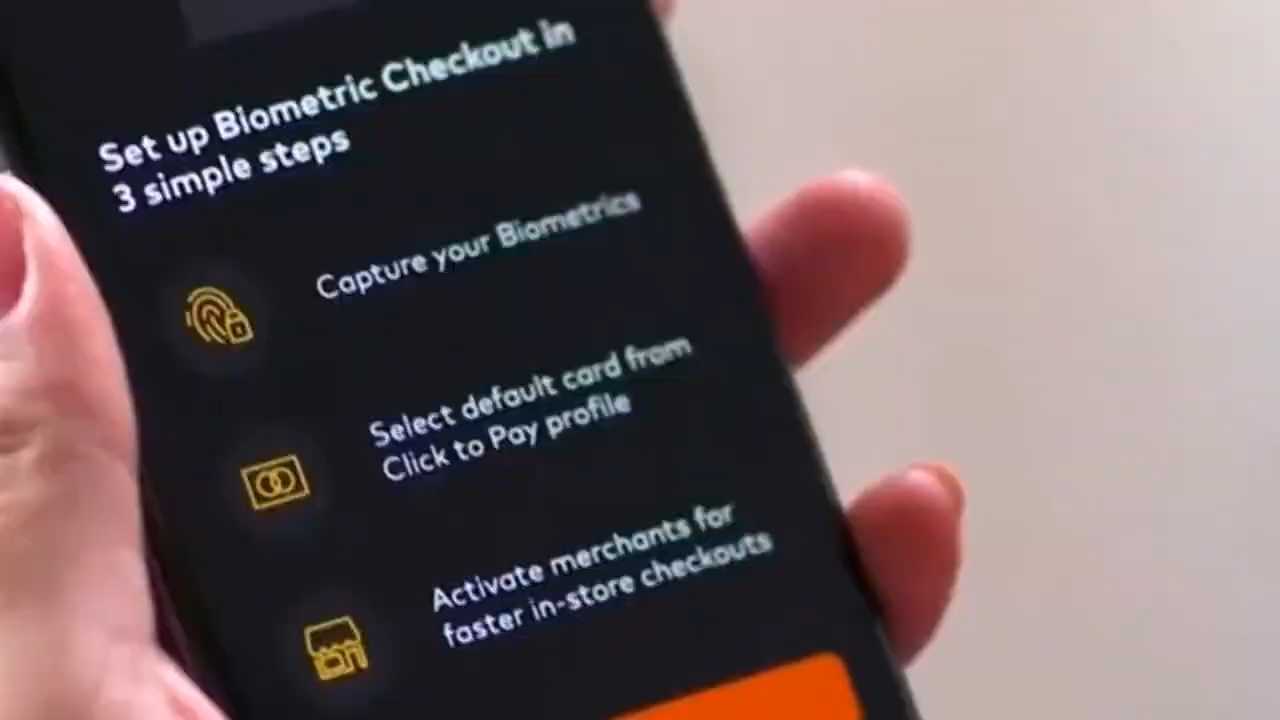 Set up Biometric Checkout in
3 simple steps
Capture your Biometrics
Select default card from
Click to Pay profile
Activate merchants for
faster in-store checkouts